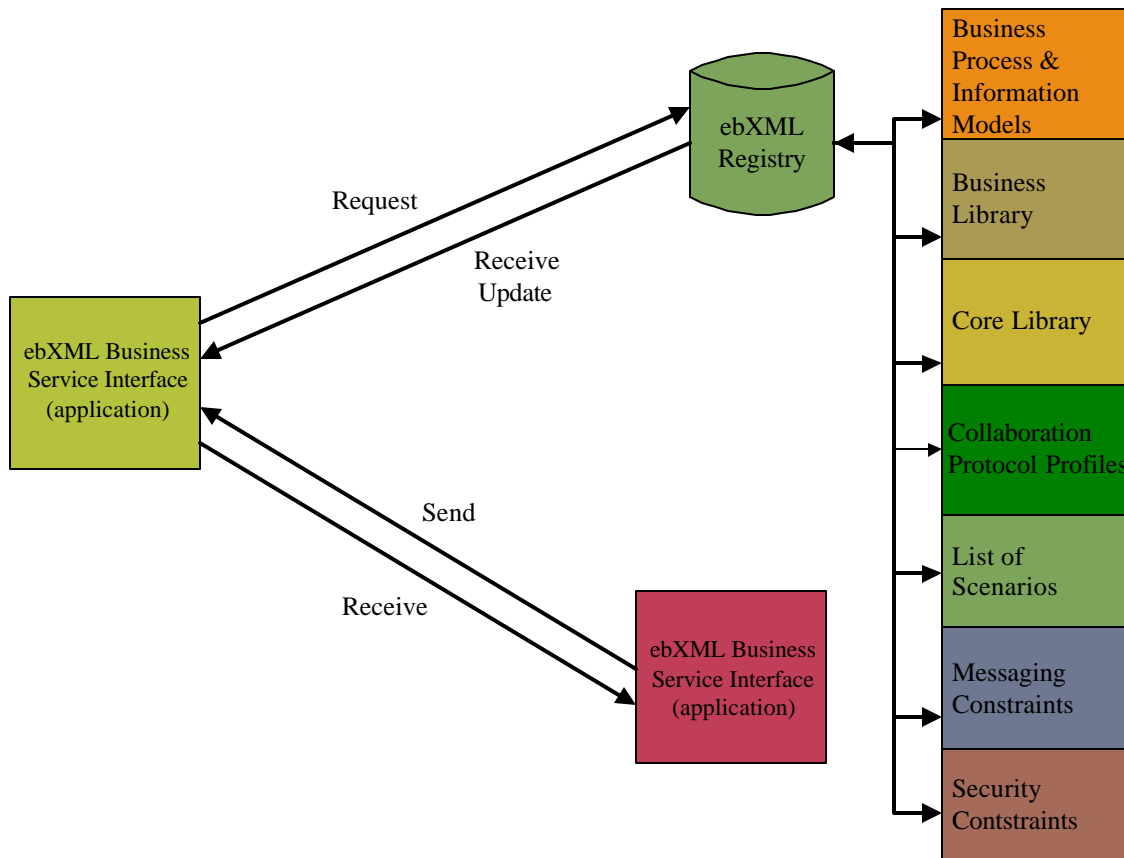 Business
Process &
Information
Models
ebXML
Registry
Business
Library
Request
Receive
Update
Core Library
ebXML Business
Service Interface
(application)
Collaboration
Protocol Profiles
Send
List of
Scenarios
Receive
ebXML Business
Service Interface
(application)
Messaging
Constraints
Security
Contstraints